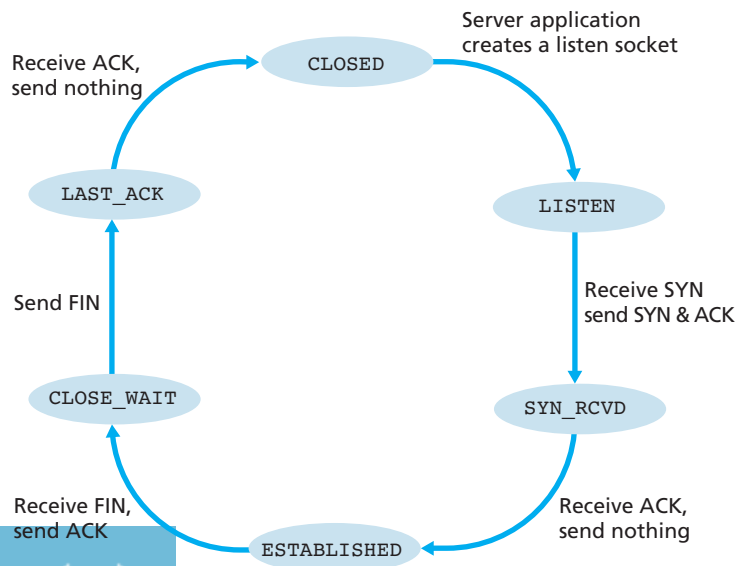 Server application
creates a listen socket
CLOSED
Receive ACK,
send nothing
LAST_ACK
LISTEN
Send FIN
Receive SYN
send SYN & ACK
CLOSE_WAIT
SYN_RCVD
Receive FIN,
send ACK
Receive ACK,
send nothing
ESTABLISHED